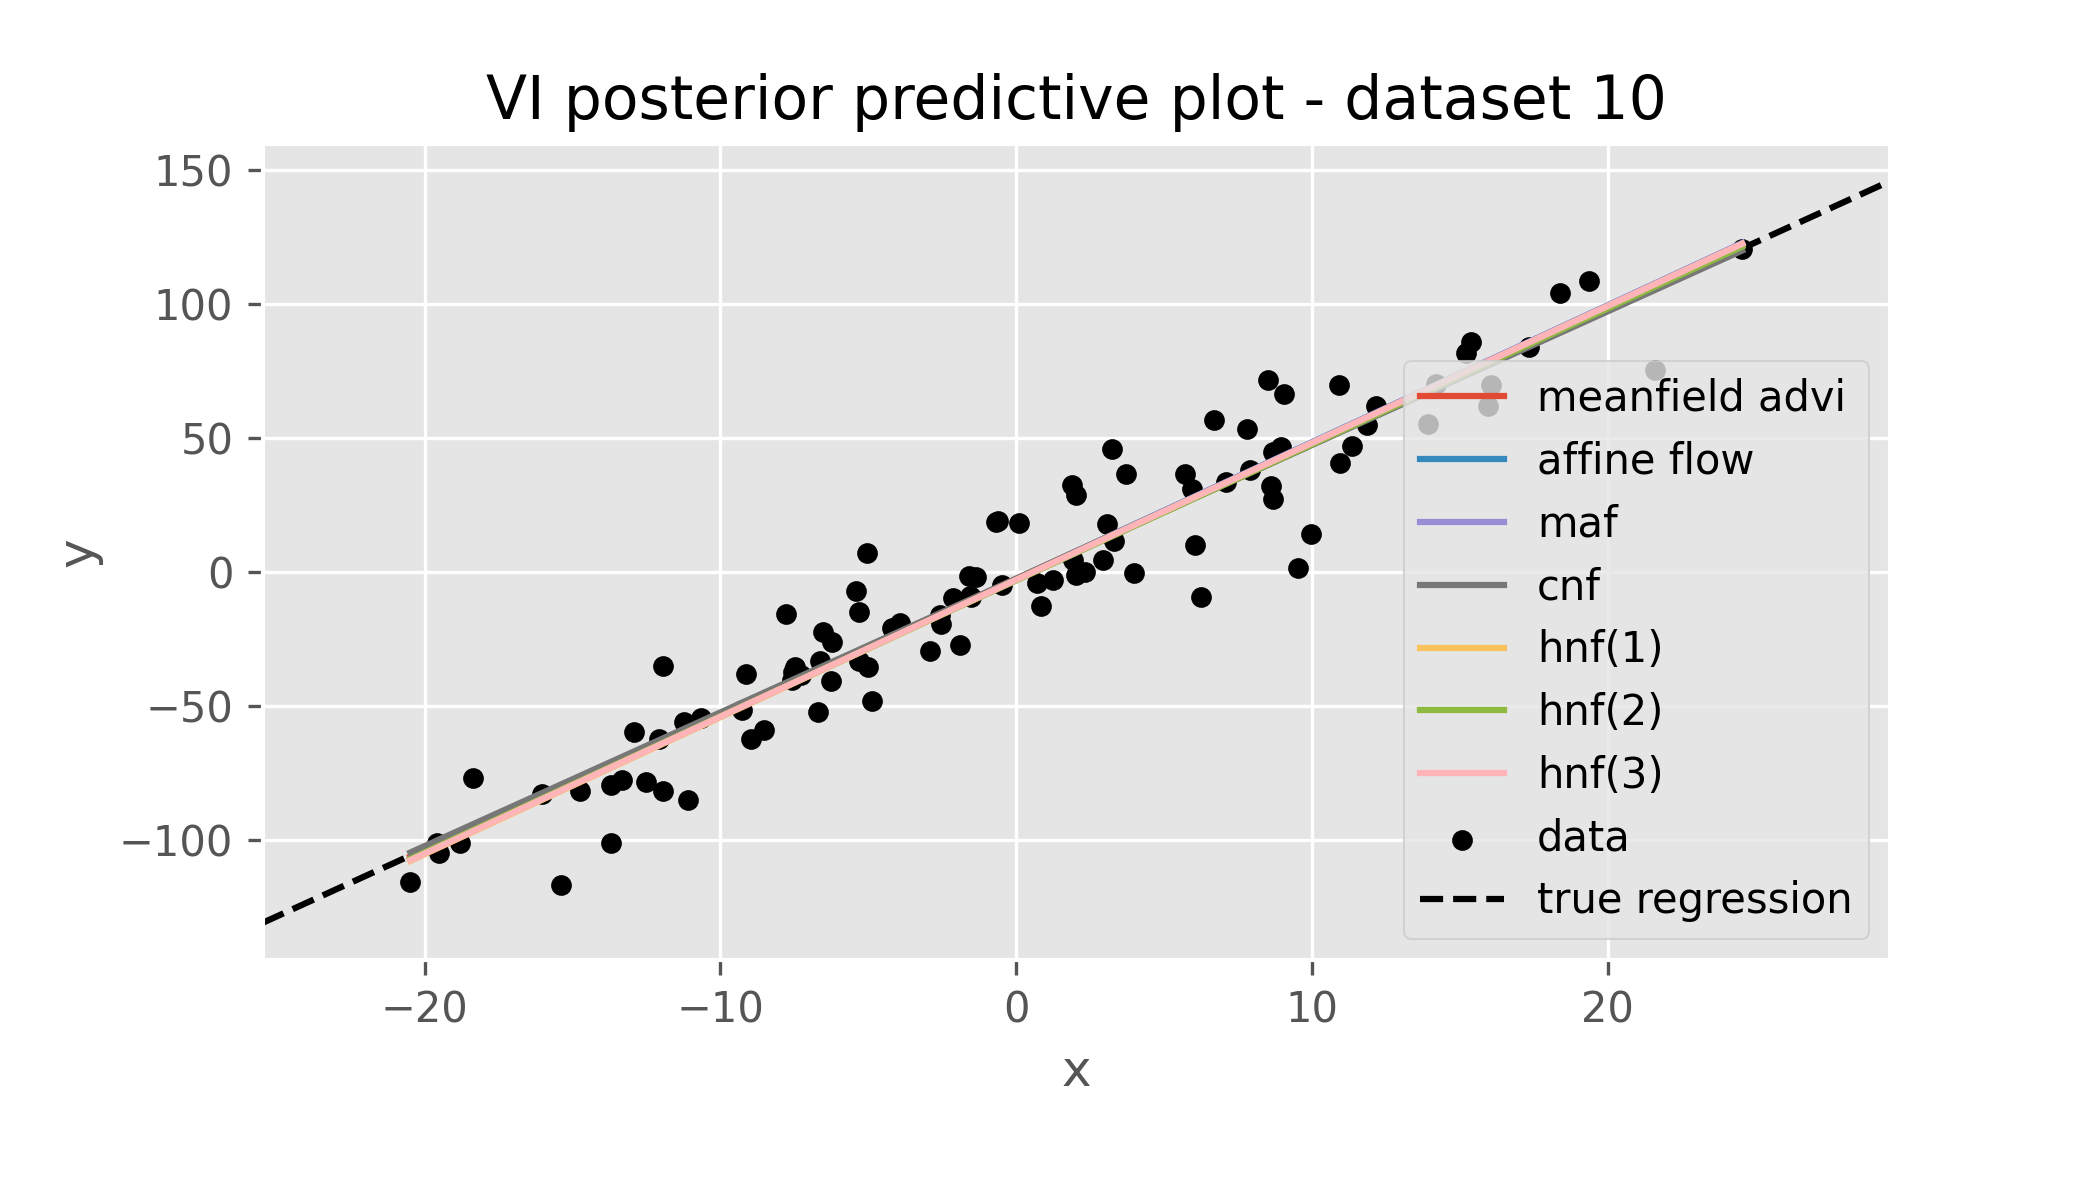 VI posterior predictive plot - dataset 10
150
100
50
0
−50
−100
y
−20
−10
0
10
20
x
meanfield advi
affine flow
maf
cnf
hnf(1)
hnf(2)
hnf(3)
data
true regression